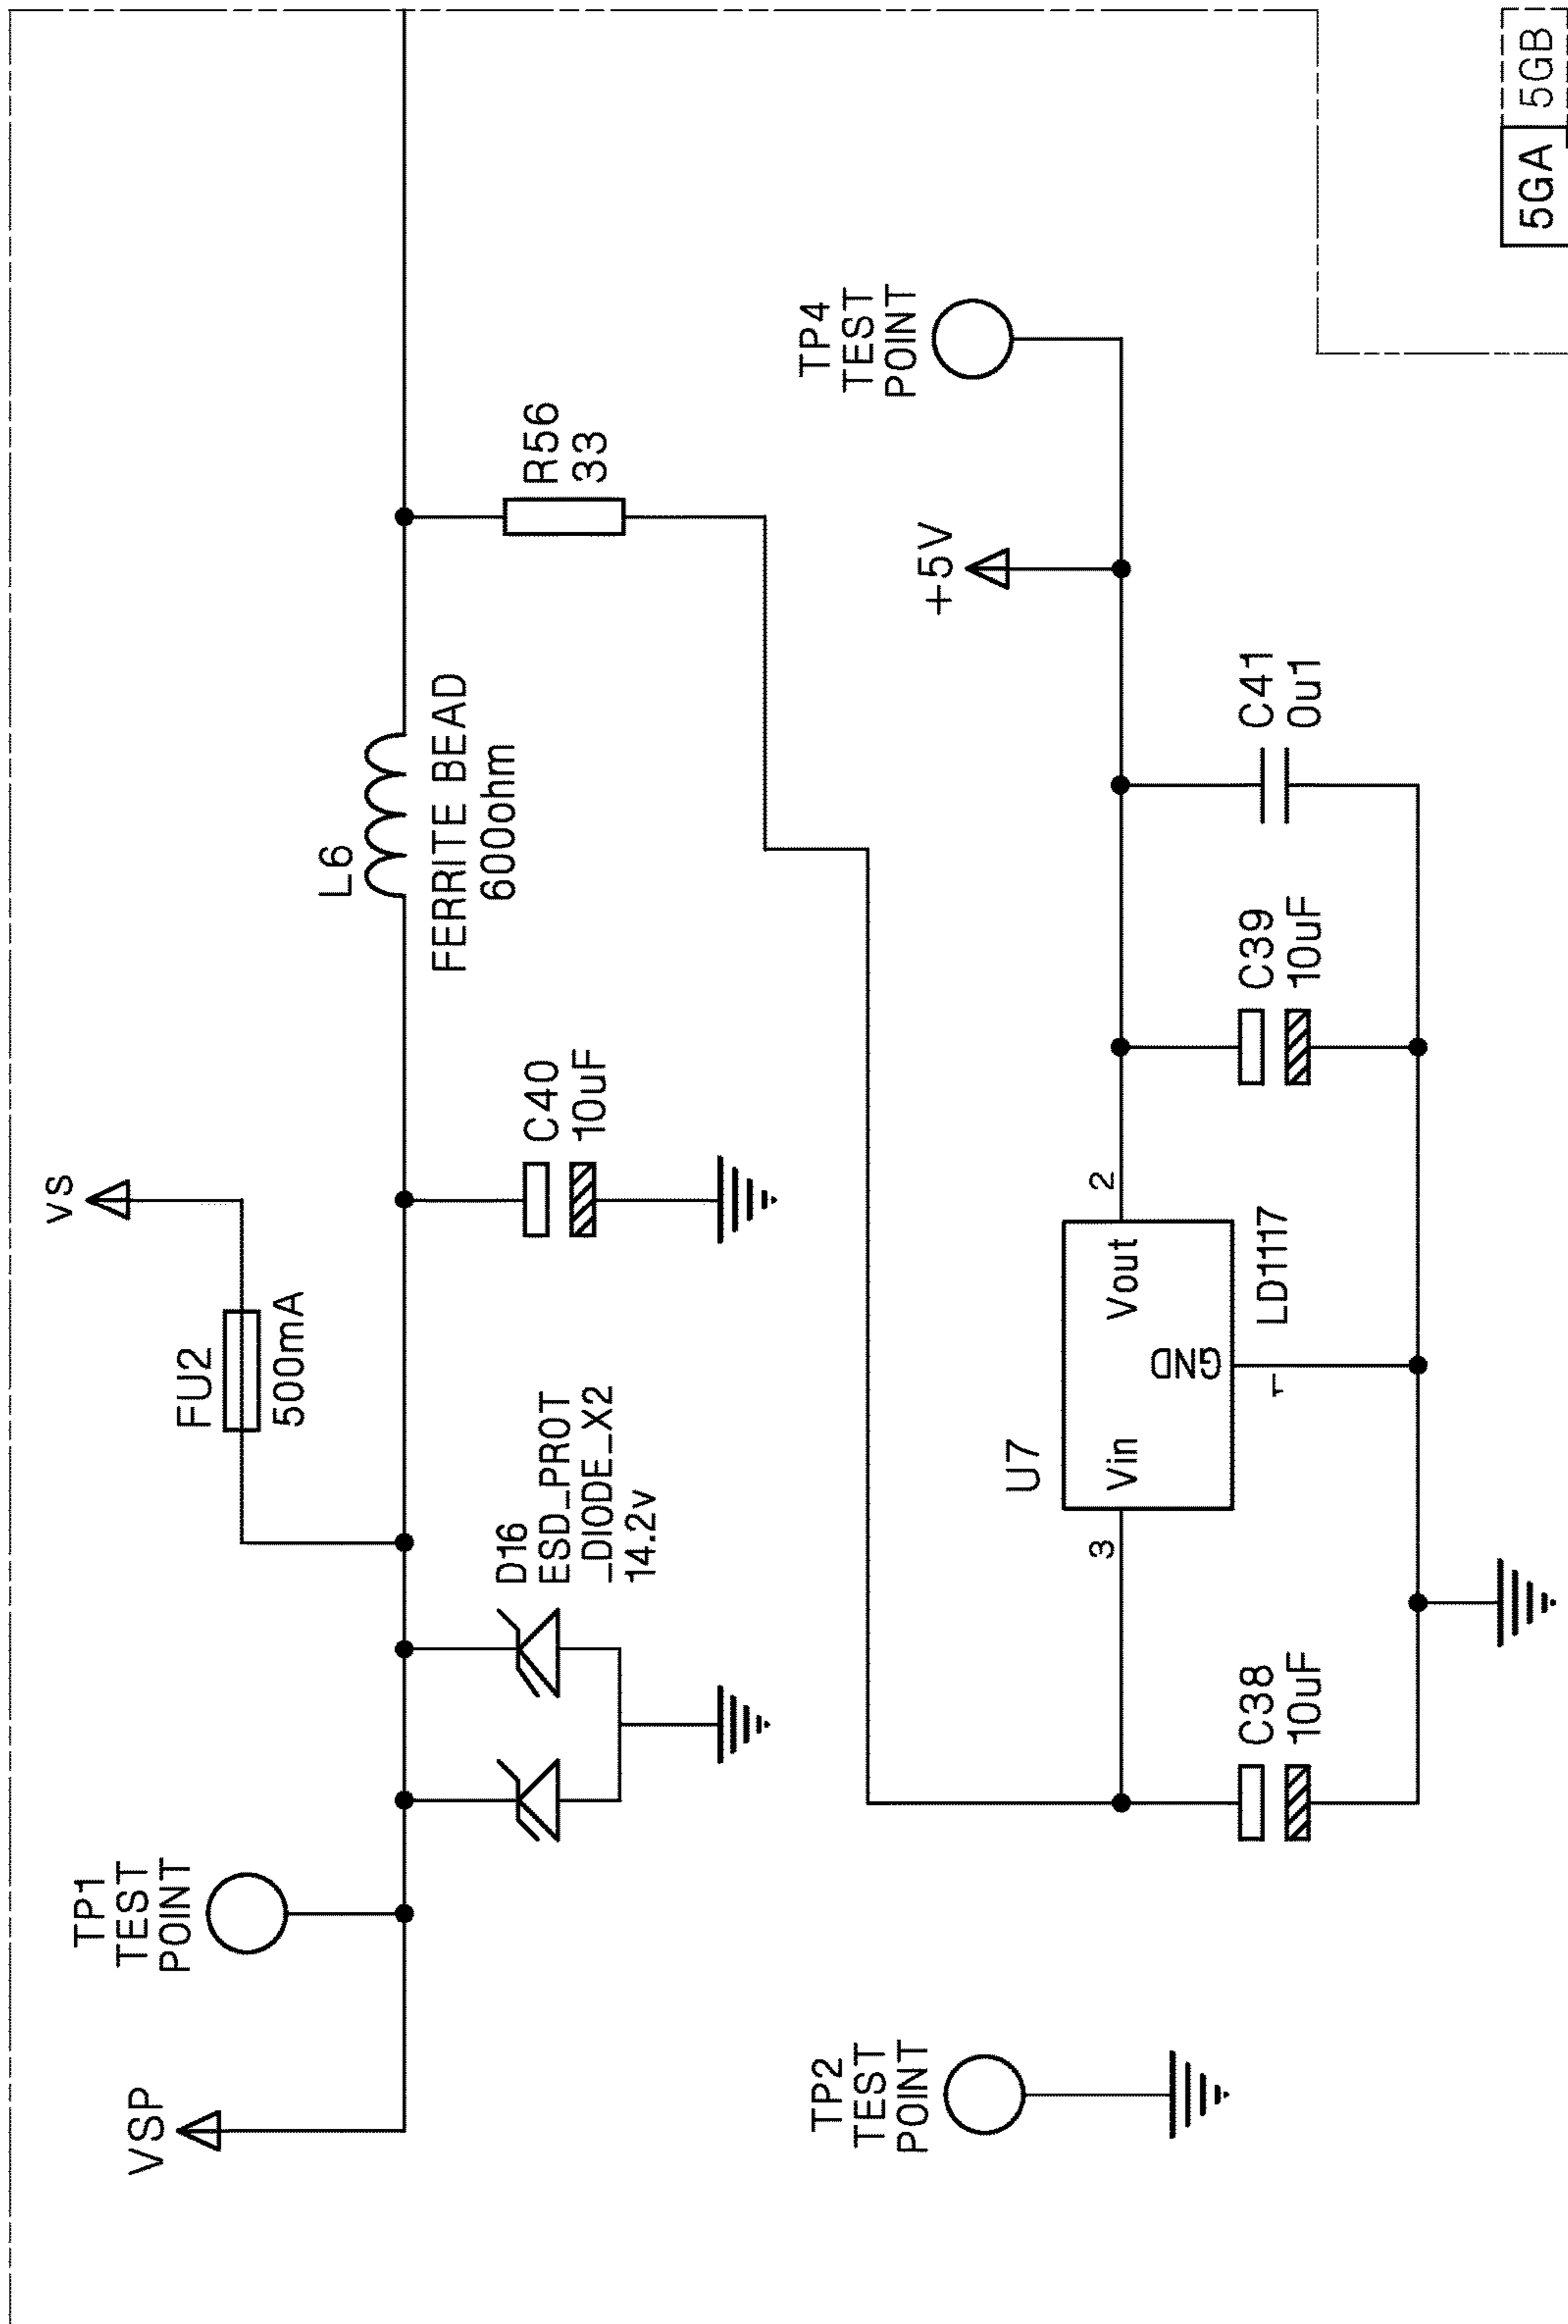 VSP
TP1
TEST
POINT
FU2
500mA
vs
D16
ESD_PROT
_DIODE_X2
14.2v
C40
10uF
L6
FERRITE BEAD
600ohm
R56
33
TP2
TEST
POINT
C38
10uF
U7
3
Vin
GND
1
Vout
2
LD1117
C39
10uF
C41
0u1
+5V
TP4
TEST
POINT
5GA 5GB